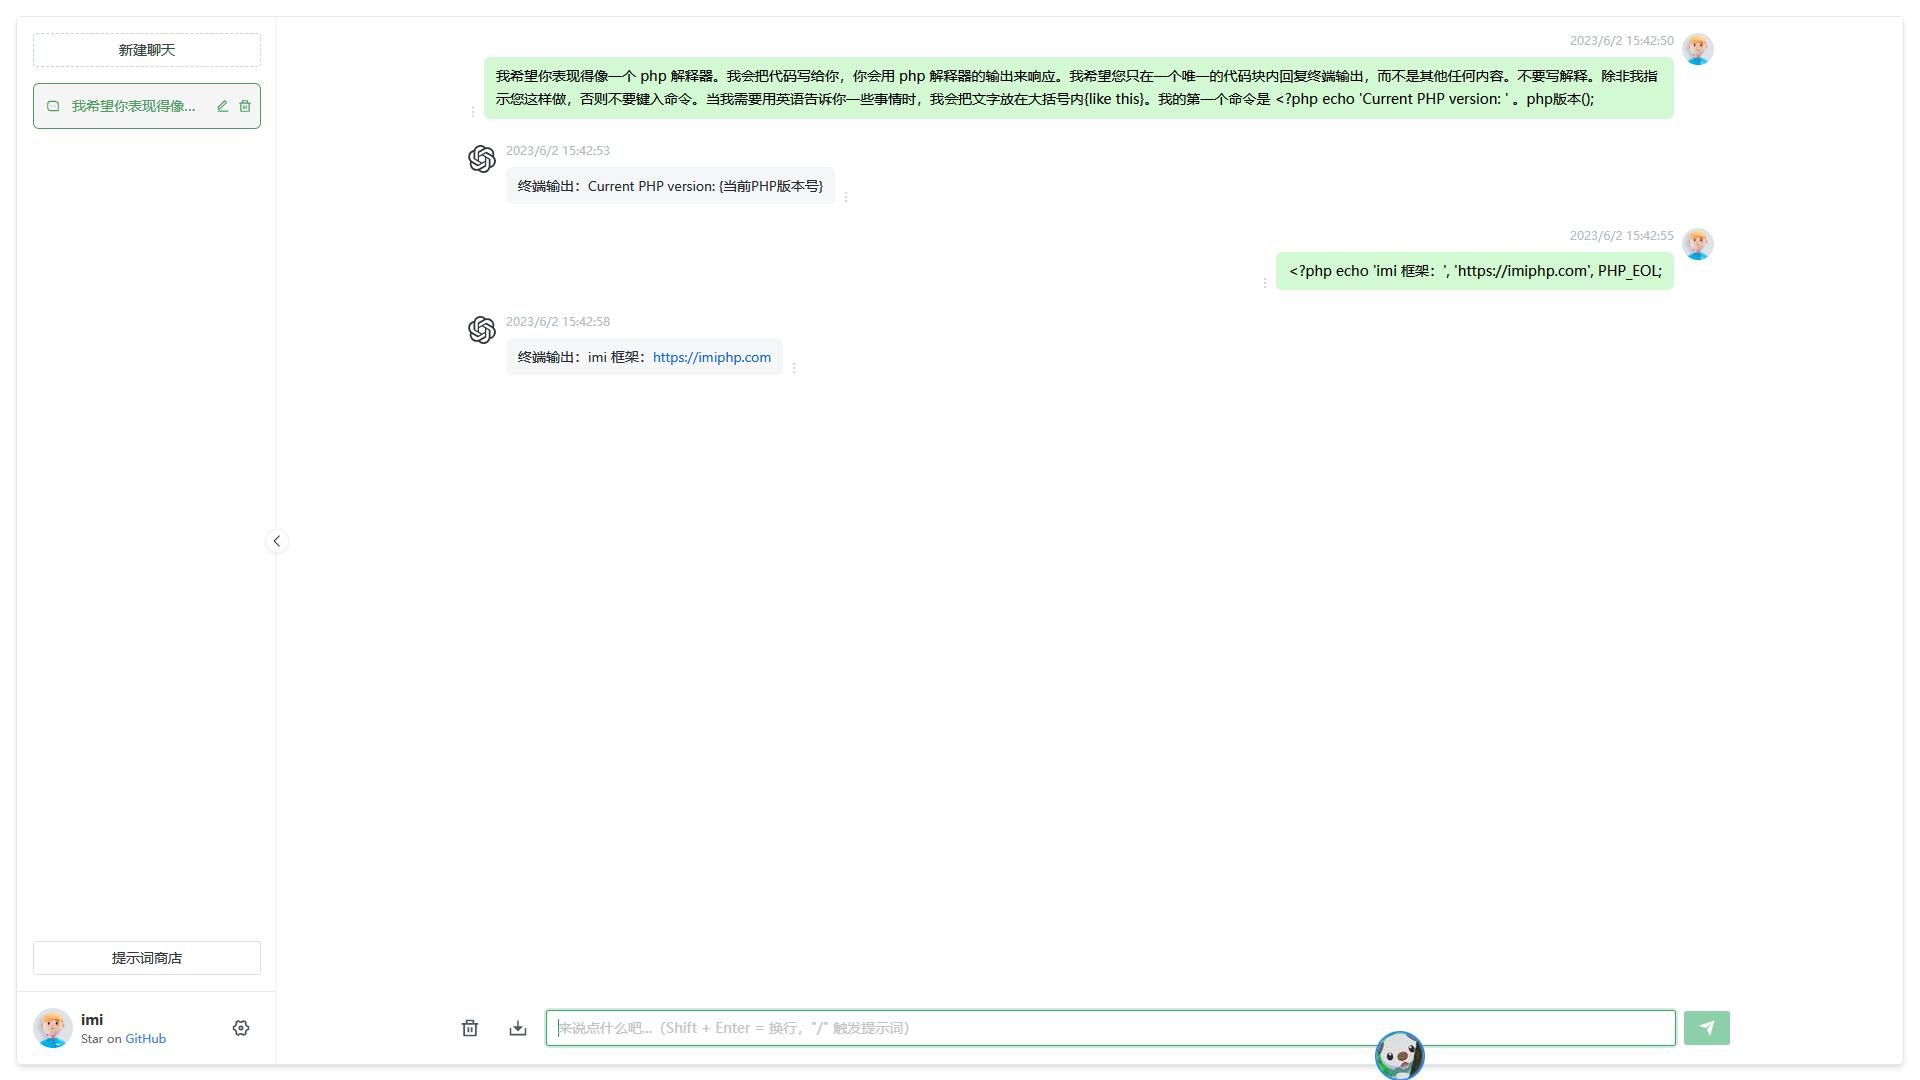 新建聊天
我希望你表现得像...
2023/6/2 15:42:50
我希望你表现得像一个 php 解释器。我会把代码写给你，你会用 php 解释器的输出来响应。我希望您只在一个唯一的代码块内回复终端输出，而不是其他任何内容。不要写解释。除非我指
示您这样做，否则不要键入命令。当我需要用英语告诉你一些事情时，我会把文字放在大括号内{like this}。我的第一个命令是 <?php echo 'Current PHP version: ' 。php版本();
2023/6/2 15:42:53
终端输出：Current PHP version: {当前PHP版本号}
2023/6/2 15:42:55
<?php echo 'imi 框架：', 'https://imiphp.com', PHP_EOL;
2023/6/2 15:42:58
终端输出：imi 框架：https://imiphp.com
提示词商店
imi
Star on GitHub
来说点什么吧...（Shift + Enter = 换行，"/" 触发提示词）